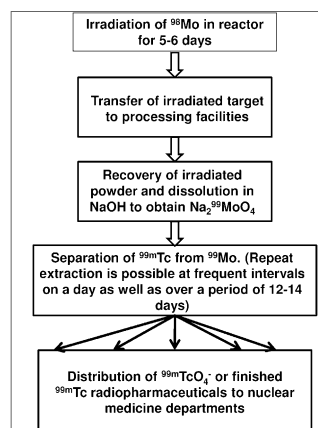 Irradiation of ⁹⁸Mo in reactor
for 5-6 days
Transfer of irradiated target
to processing facilities
Recovery of irradiated
powder and dissolution in
NaOH to obtain Na₂⁹⁹MoO₄
Separation of ⁹⁹ᵐTc from ⁹⁹Mo. (Repeat
extraction is possible at frequent intervals
on a day as well as over a period of 12-14
days)
Distribution of ⁹⁹ᵐTcO₄⁻ or finished
⁹⁹ᵐTc radiopharmaceuticals to nuclear
medicine departments